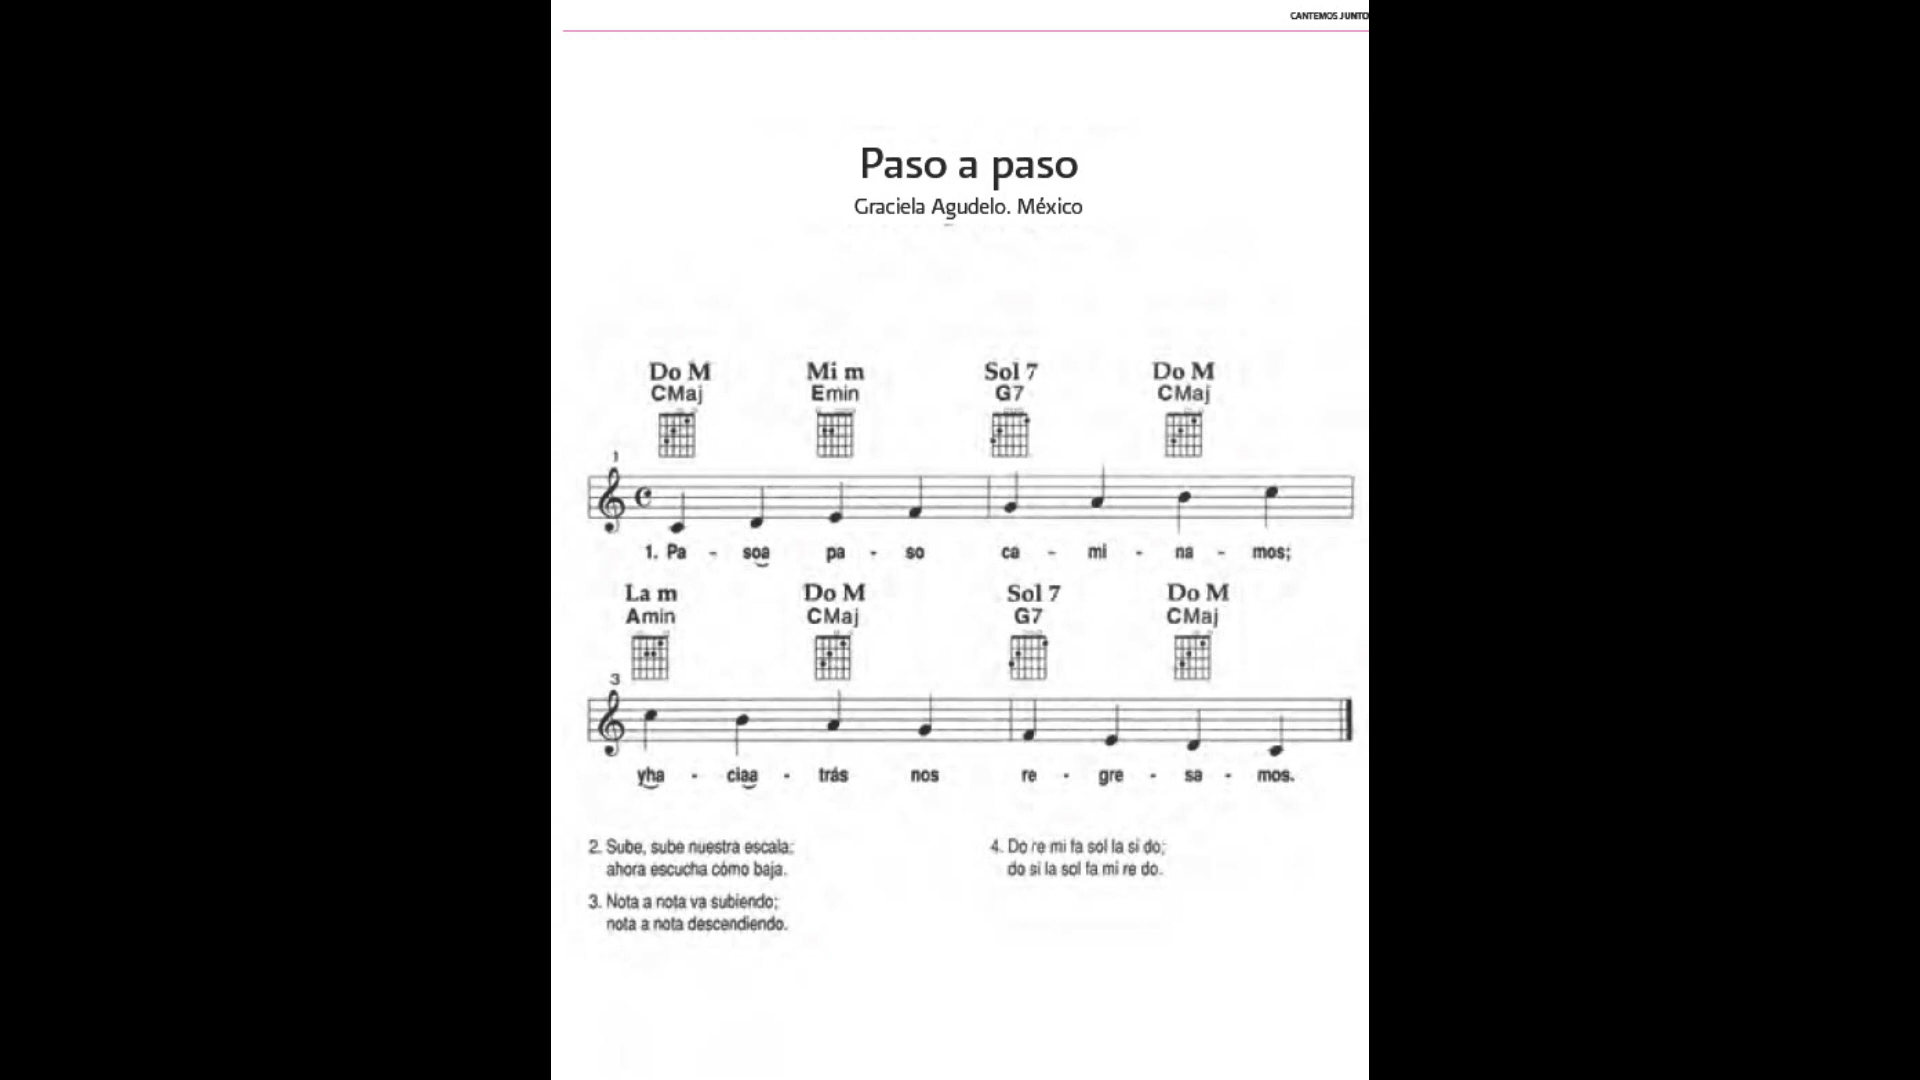 CANTEMOS JUNTO
Paso a paso
Graciela Agudelo. México
Do M Mi m Sol 7 Do M
CMaj Emin G7 CMaj
1
1. Pa - soa pa - so ca - mi - na - mos;
La m Do M Sol 7 Do M
Amin CMaj G7 CMaj
3
yha - ciaa - trás nos re - gre - sa - mos.
2. Sube, sube nuestra escala;
ahora escucha cómo baja.
3. Nota a nota va subiendo;
nota a nota descendiendo.
4. Do re mi fa sol la si do;
do si la sol fa mi re do.